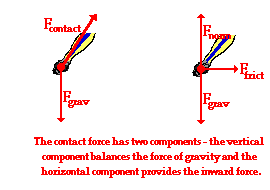 Fcontact
Fgrav
Fnorm
Ffrict
Fgrav
The contact force has two components - the vertical
component balances the force of gravity and the
horizontal component provides the inward force.